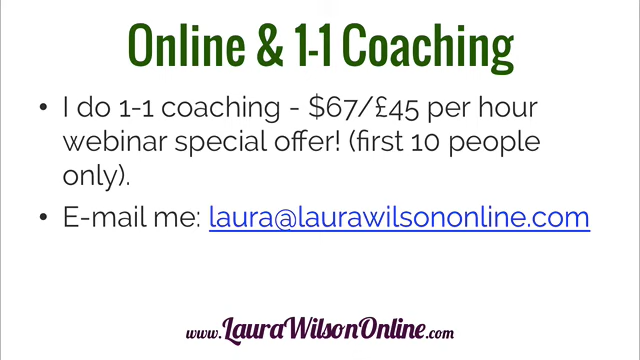 Online & 1-1 Coaching
• I do 1-1 coaching - $67/£45 per hour
webinar special offer! (first 10 people
only).
• E-mail me: laura@laurawilsononline.com
www.LauraWilsonOnline.com